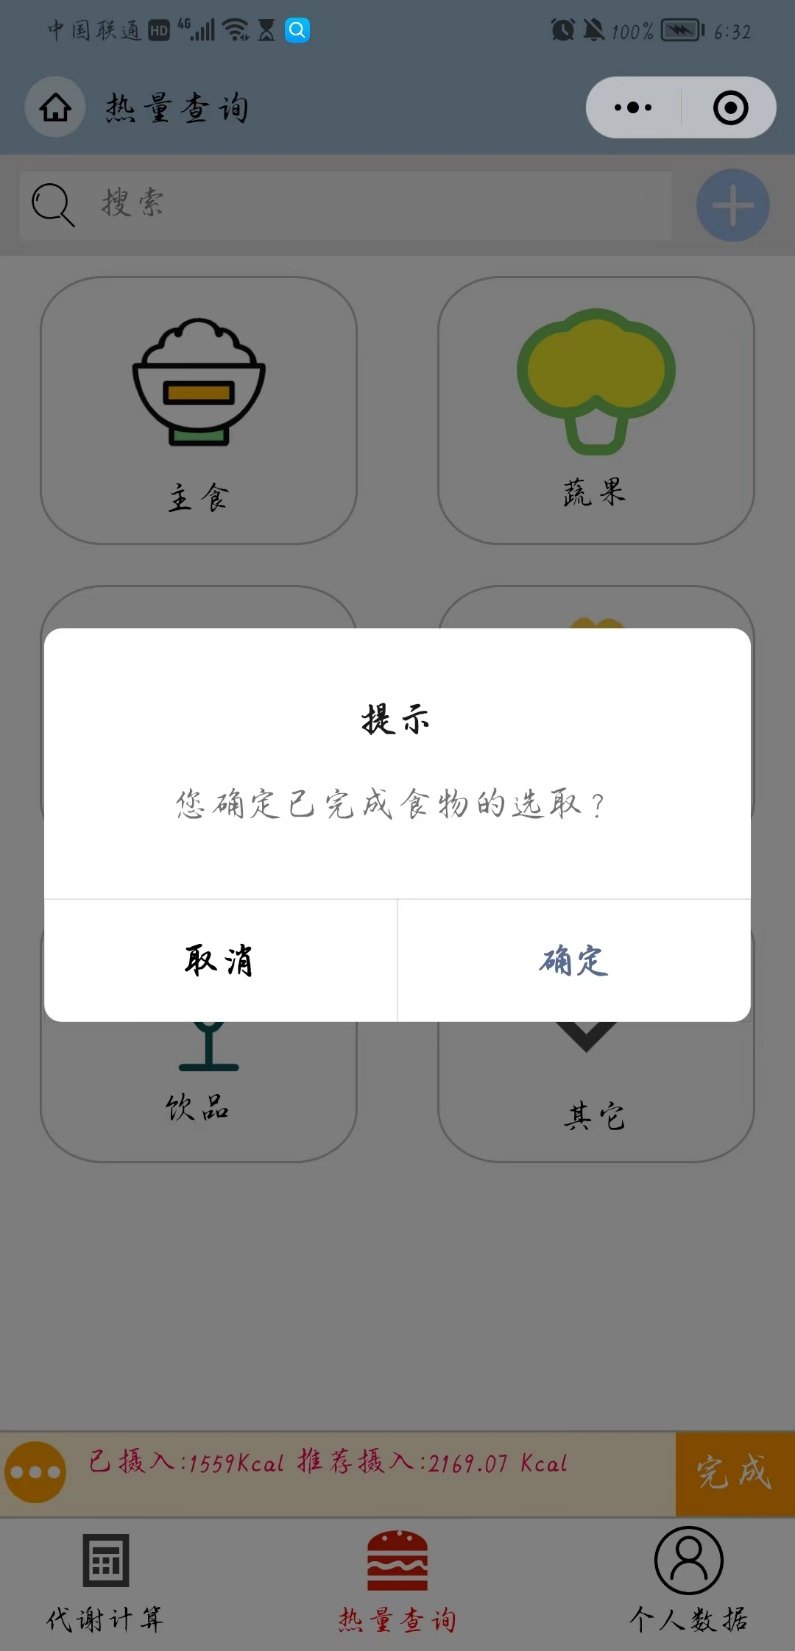 中国联通 HD 4G 100% 6:32
热量查询
搜索
主食
蔬果
提示
您确定已完成食物的选取？
取消
确定
饮品
其它
已摄入:1559Kcal 推荐摄入:2169.07 Kcal
完成
代谢计算
热量查询
个人数据